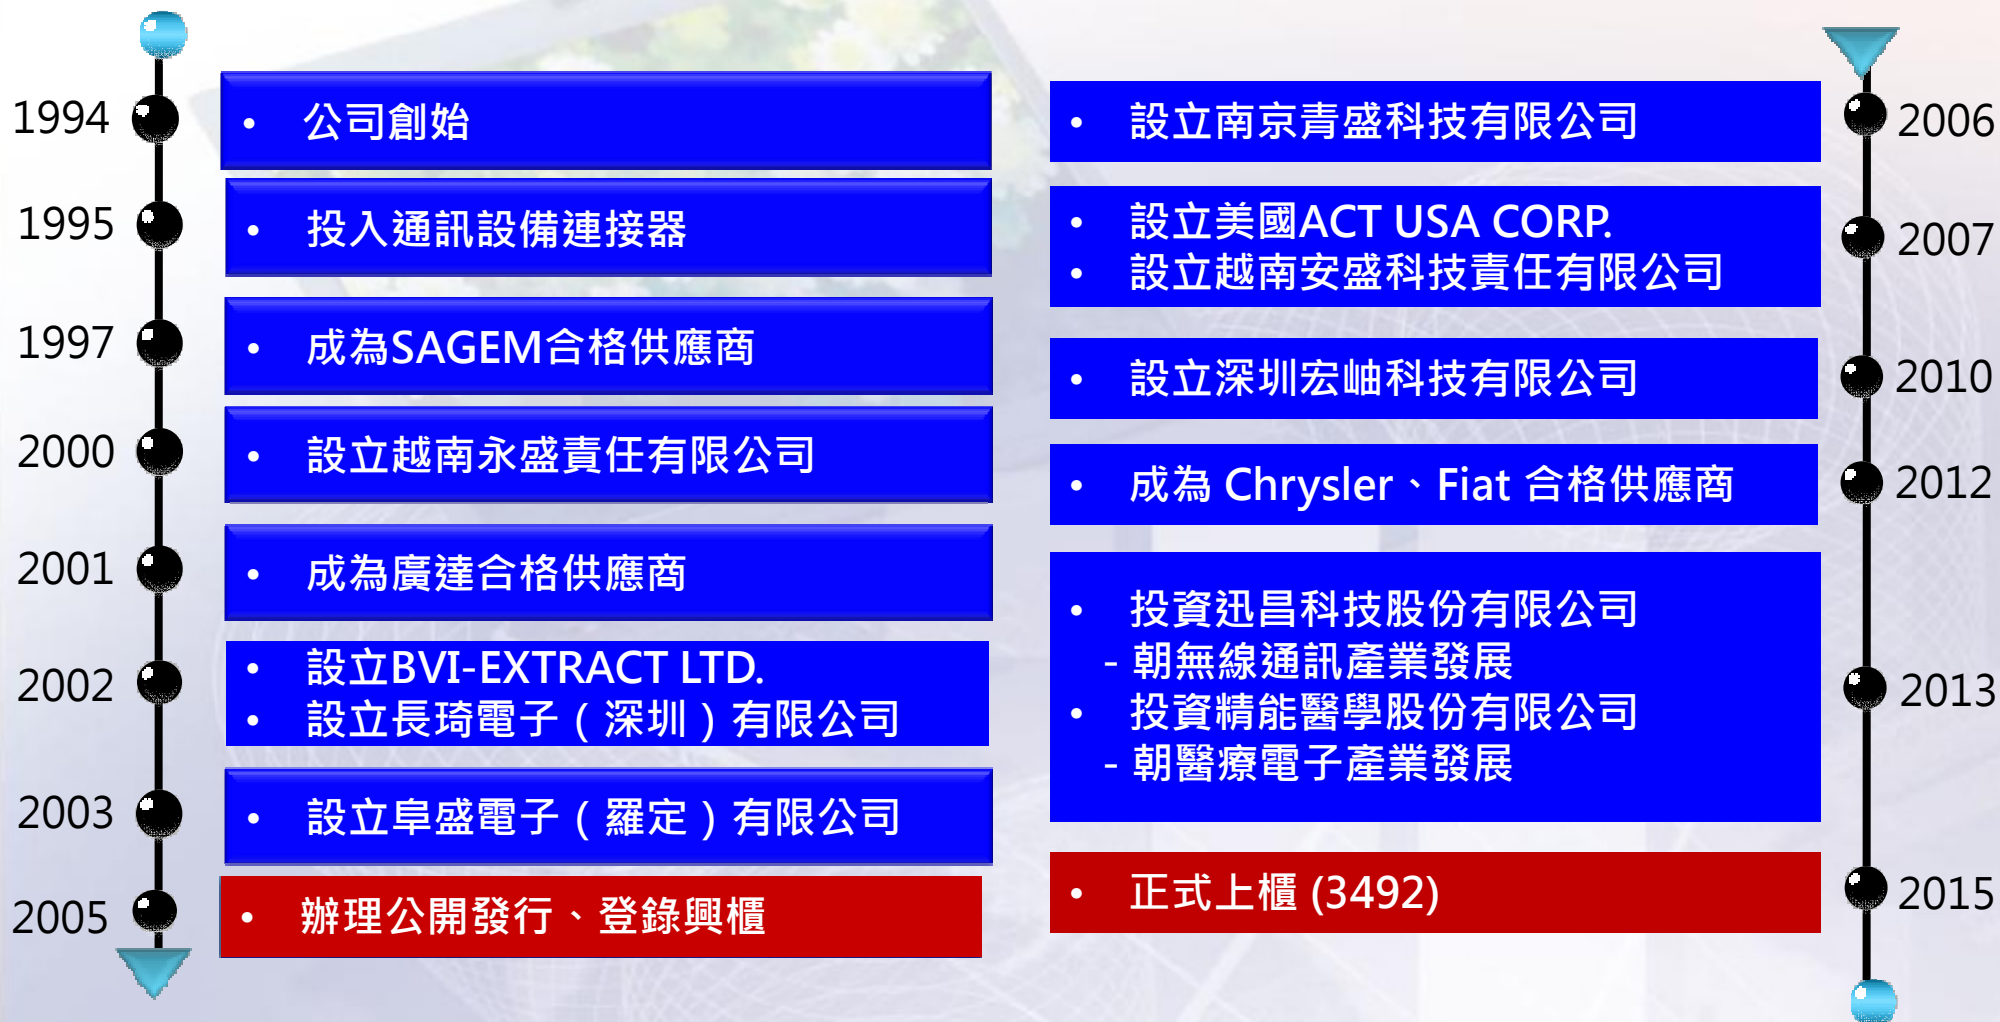 1994
• 公司創始
1995
• 投入通訊設備連接器
1997
• 成為SAGEM合格供應商
2000
• 設立越南永盛責任有限公司
2001
• 成為廣達合格供應商
2002
• 設立BVI-EXTRACT LTD.
• 設立長琦電子（深圳）有限公司
2003
• 設立阜盛電子（羅定）有限公司
2005
• 辦理公開發行、登錄興櫃
• 設立南京青盛科技有限公司
2006
• 設立美國ACT USA CORP.
• 設立越南安盛科技責任有限公司
2007
• 設立深圳宏岫科技有限公司
2010
• 成為 Chrysler、Fiat 合格供應商
2012
• 投資迅昌科技股份有限公司
- 朝無線通訊產業發展
• 投資精能醫學股份有限公司
- 朝醫療電子產業發展
2013
• 正式上櫃 (3492)
2015